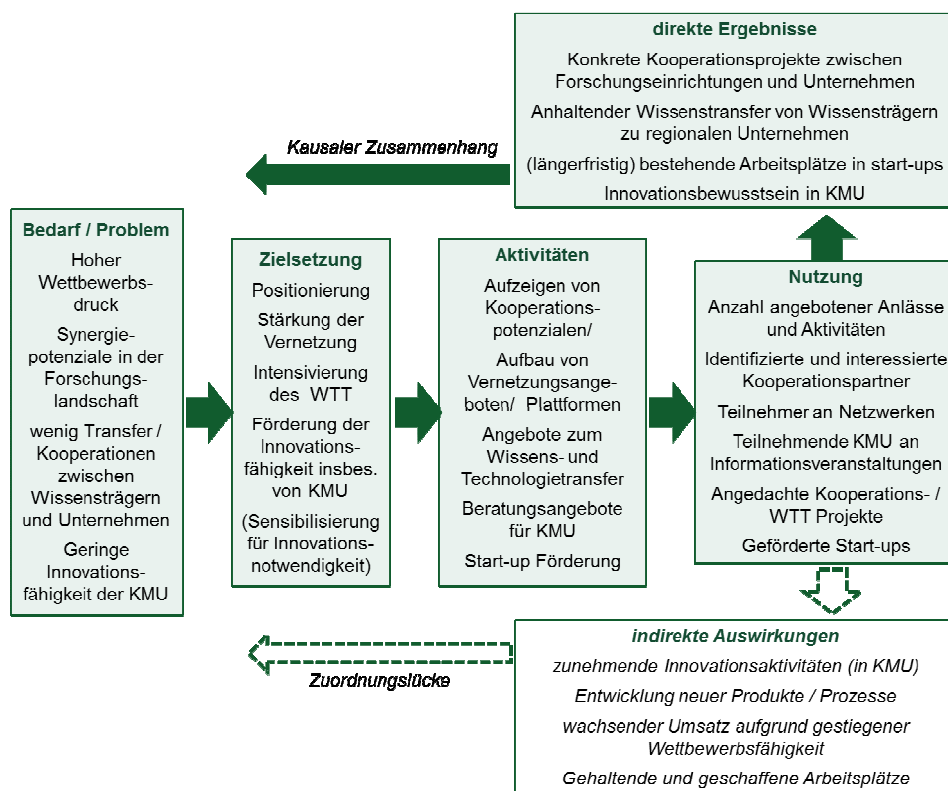 direkte Ergebnisse
Konkrete Kooperationsprojekte zwischen
Forschungseinrichtungen und Unternehmen
Anhaltender Wissenstransfer von Wissensträgern
zu regionalen Unternehmen
(längerfristig) bestehende Arbeitsplätze in start-ups
Innovationsbewusstsein in KMU
Kausaler Zusammenhang
Bedarf / Problem
Hoher
Wettbewerbs-
druck
Synergie-
potenziale in der
Forschungs-
landschaft
wenig Transfer /
Kooperationen
zwischen
Wissensträgern
und Unternehmen
Geringe
Innovations-
fähigkeit der KMU
Zielsetzung
Positionierung
Stärkung der
Vernetzung
Intensivierung
des WTT
Förderung der
Innovations-
fähigkeit insbes.
von KMU
(Sensibilisierung
für Innovations-
notwendigkeit)
Aktivitäten
Aufzeigen von
Kooperations-
potenzialen/
Aufbau von
Vernetzungsange-
boten/ Plattformen
Angebote zum
Wissens- und
Technologietransfer
Beratungsangebote
für KMU
Start-up Förderung
Nutzung
Anzahl angebotener Anlässe
und Aktivitäten
Identifizierte und interessierte
Kooperationspartner
Teilnehmer an Netzwerken
Teilnehmende KMU an
Informationsveranstaltungen
Angedachte Kooperations- /
WTT Projekte
Geförderte Start-ups
Zuordnungslücke
indirekte Auswirkungen
zunehmende Innovationsaktivitäten (in KMU)
Entwicklung neuer Produkte / Prozesse
wachsender Umsatz aufgrund gestiegener
Wettbewerbsfähigkeit
Gehaltende und geschaffene Arbeitsplätze